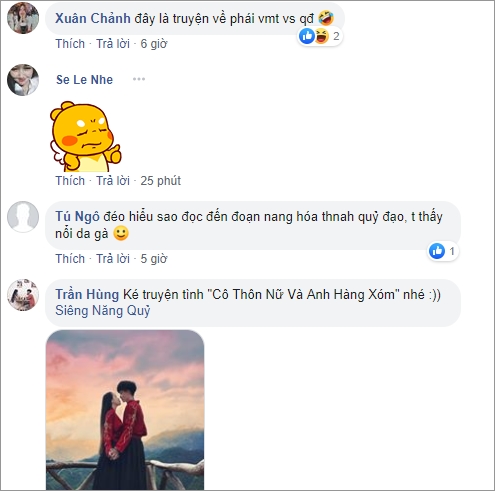 Xuân Chảnh đây là truyện về phái vmt vs qđ
2
Thích · Trả lời · 6 giờ
Se Le Nhe
Thích · Trả lời · 25 phút
Tú Ngô đéo hiểu sao đọc đến đoạn nang hóa thnah quỷ đạo, t thấy
nổi da gà
1
Thích · Trả lời · 5 giờ
Trần Hùng Ké truyện tình "Cô Thôn Nữ Và Anh Hàng Xóm" nhé :))
Siêng Năng Quỷ